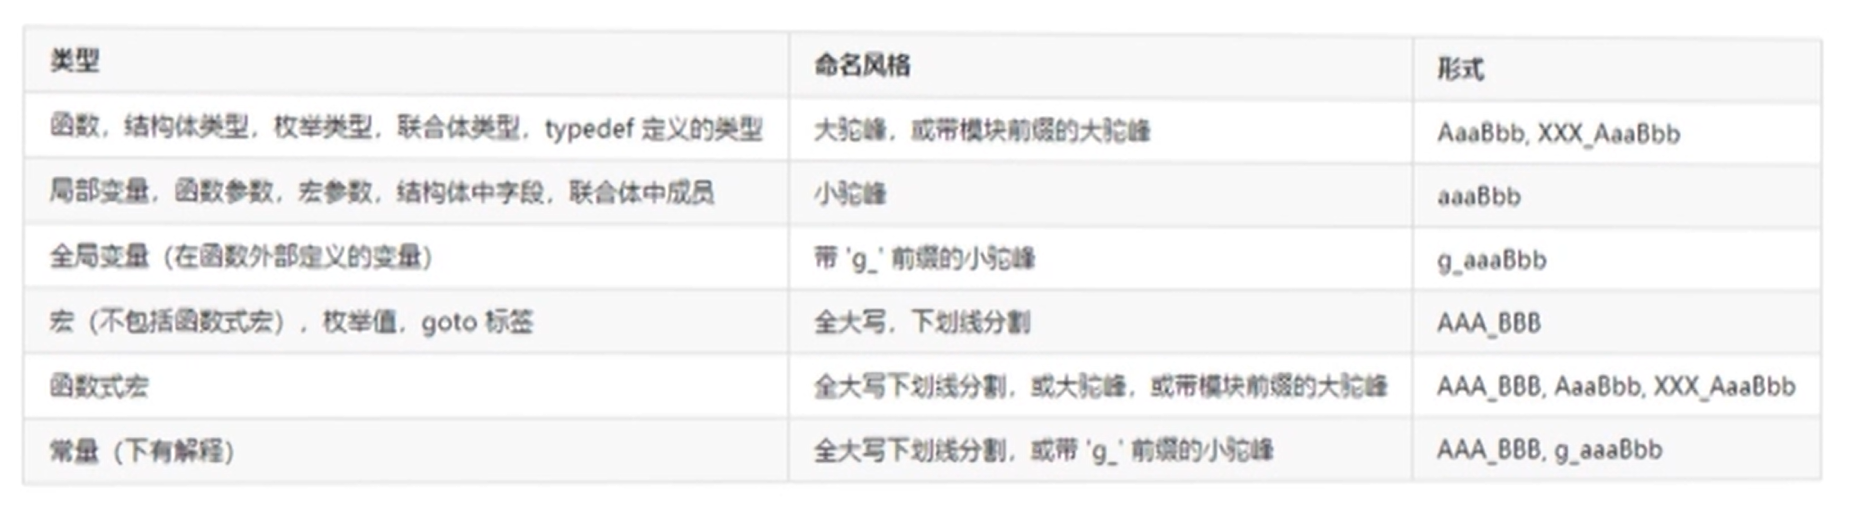 类型 命名风格 形式
函数，结构体类型，枚举类型，联合体类型，typedef 定义的类型 大驼峰，或带模块前缀的大驼峰 AaaBbb, XXX_AaaBbb
局部变量，函数参数，宏参数，结构体中字段，联合体中成员 小驼峰 aaaBbb
全局变量（在函数外部定义的变量） 带 'g_' 前缀的小驼峰 g_aaaBbb
宏（不包括函数式宏），枚举值，goto 标签 全大写，下划线分割 AAA_BBB
函数式宏 全大写下划线分割，或大驼峰，或带模块前缀的大驼峰 AAA_BBB, AaaBbb, XXX_AaaBbb
常量（下有解释） 全大写下划线分割，或带 'g_' 前缀的小驼峰 AAA_BBB, g_aaaBbb